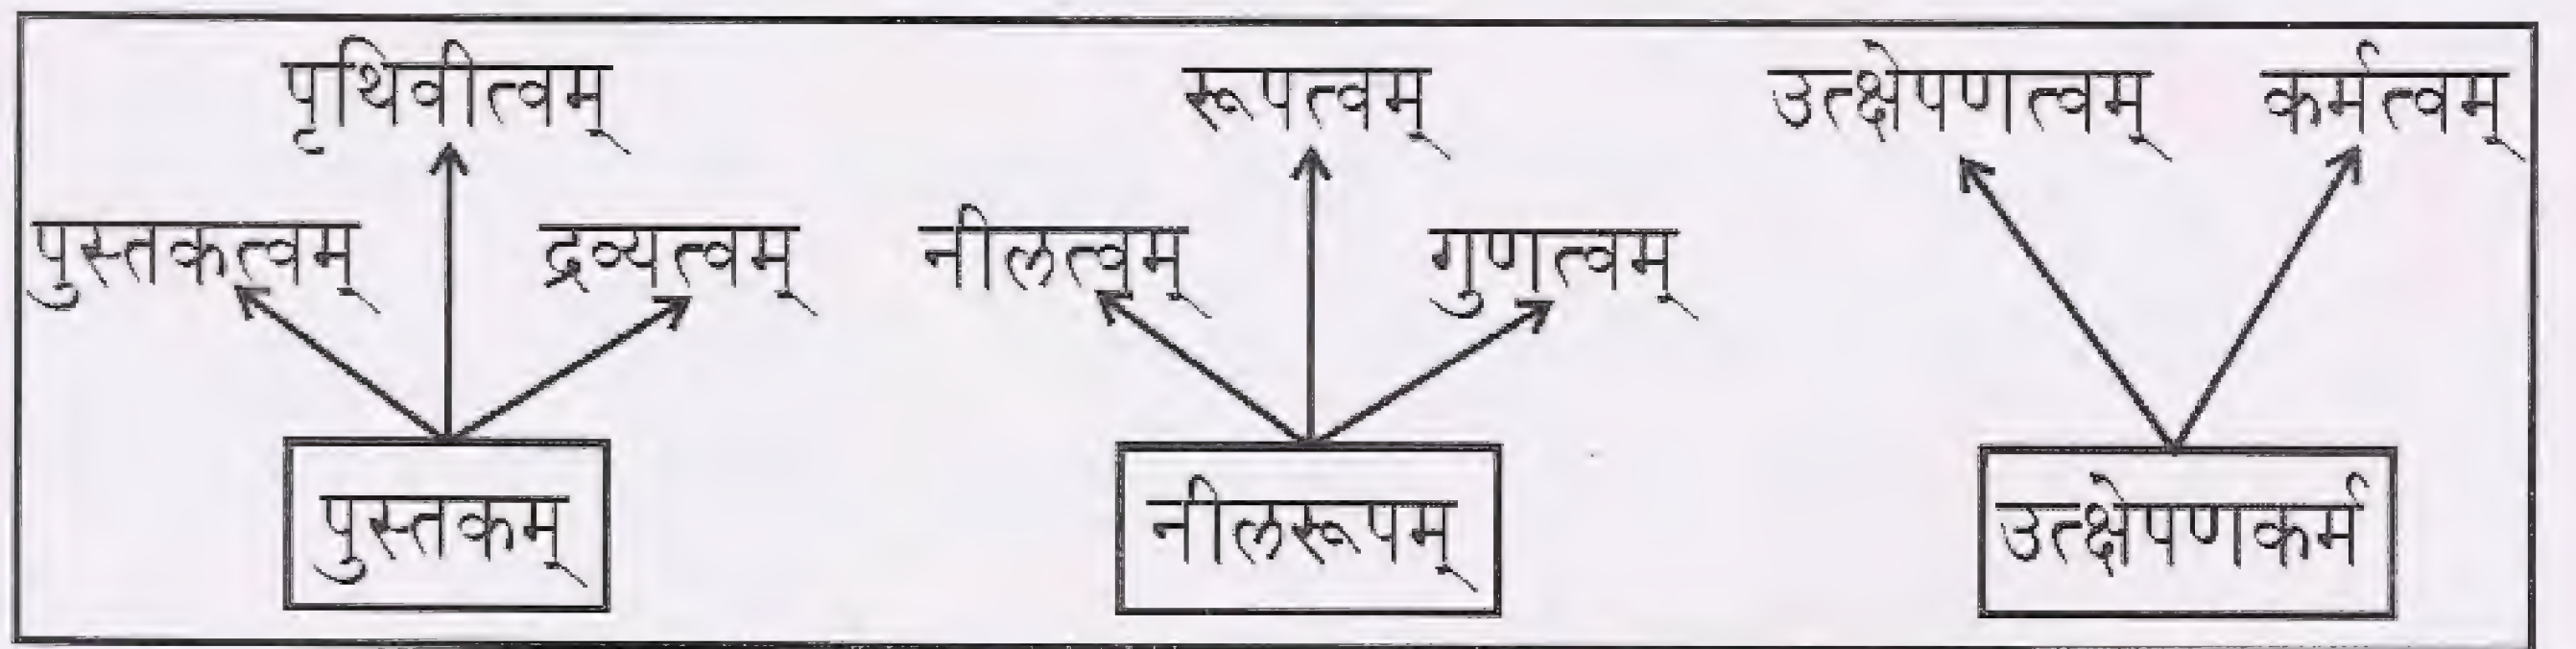 पृथिवीत्वम् रूपत्वम् उत्क्षेपणत्वम् कर्मत्वम्
पुस्तकत्वम् द्रव्यत्वम् नीलत्वम् गुणत्वम्
पुस्तकम् नीलरूपम् उत्क्षेपणकर्म